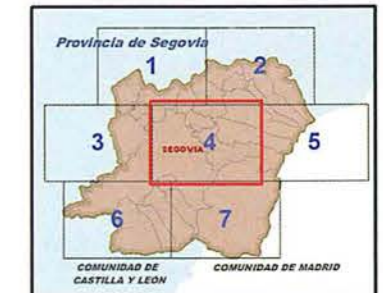 Provincia de Segovia
1
2
3
SEGOVIA
4
5
6
7
COMUNIDAD DE
CASTILLA Y LEÓN
COMUNIDAD DE MADRID